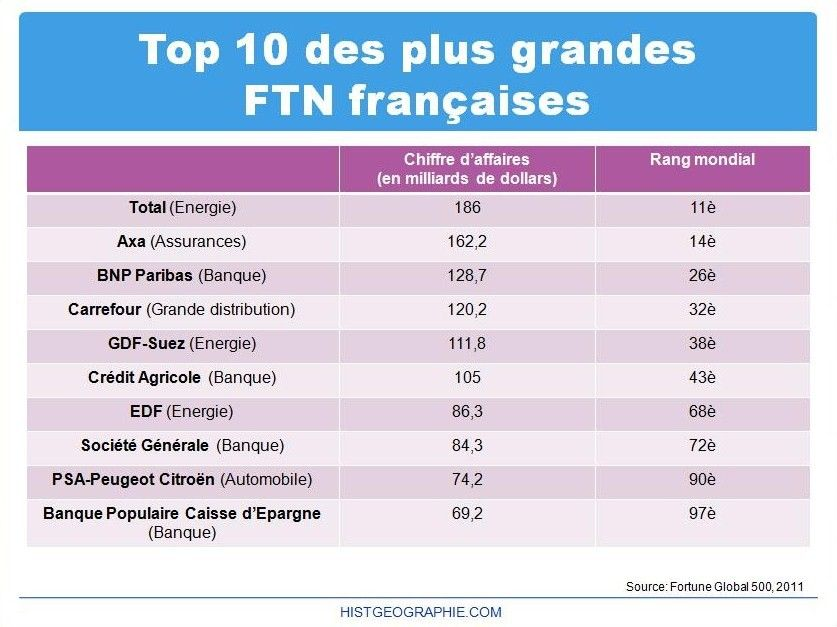 Top 10 des plus grandes
FTN françaises
Chiffre d'affaires
(en milliards de dollars)
Rang mondial
Total (Energie) 186 11è
Axa (Assurances) 162,2 14è
BNP Paribas (Banque) 128,7 26è
Carrefour (Grande distribution) 120,2 32è
GDF-Suez (Energie) 111,8 38è
Crédit Agricole (Banque) 105 43è
EDF (Energie) 86,3 68è
Société Générale (Banque) 84,3 72è
PSA-Peugeot Citroën (Automobile) 74,2 90è
Banque Populaire Caisse d'Epargne
(Banque) 69,2 97è
Source: Fortune Global 500, 2011
HISTGEOGRAPHIE.COM